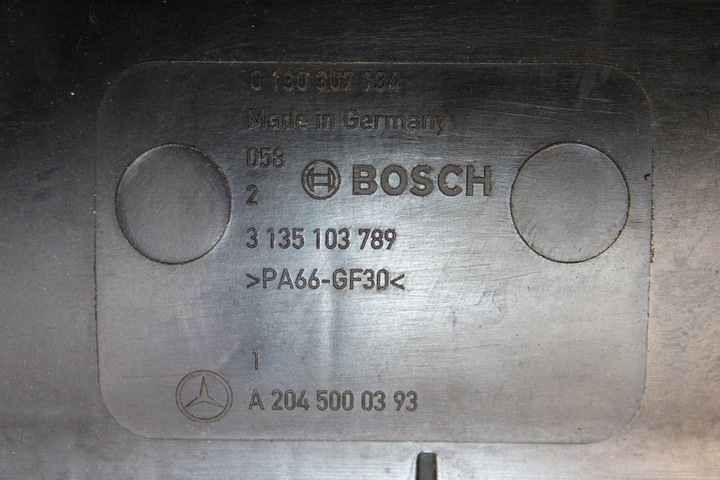 0 130 307 134
Made in Germany
058
BOSCH
2
3 135 103 789
>PA66-GF30<
1
A 204 500 03 93